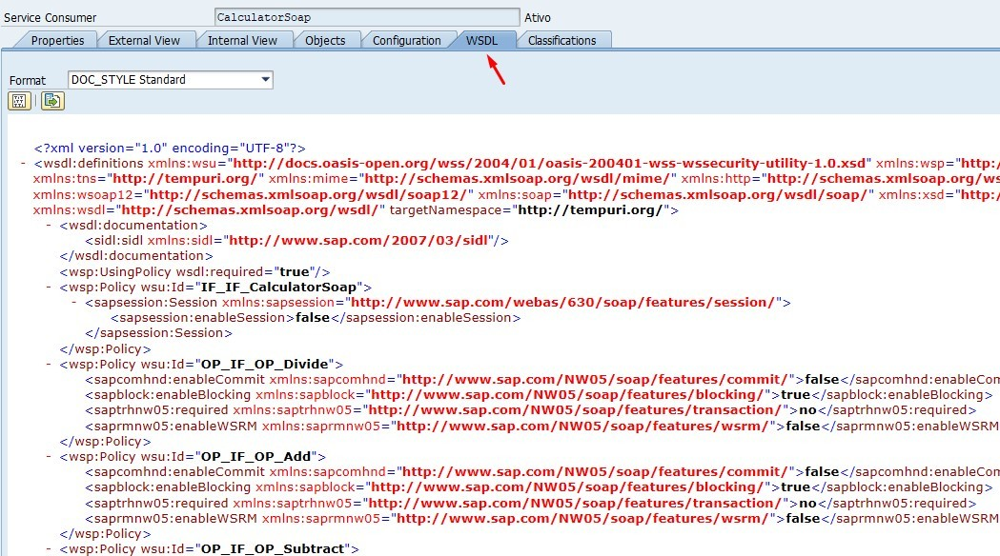 Service Consumer CalculatorSoap Ativo
Properties External View Internal View Objects Configuration WSDL Classifications
Format DOC_STYLE Standard
<?xml version="1.0" encoding="UTF-8"?>
- <wsdl:definitions xmlns:wsu="http://docs.oasis-open.org/wss/2004/01/oasis-200401-wss-wssecurity-utility-1.0.xsd" xmlns:wsp="http:/
xmlns:tns="http://tempuri.org/" xmlns:mime="http://schemas.xmlsoap.org/wsdl/mime/" xmlns:http="http://schemas.xmlsoap.org/ws
xmlns:wsoap12="http://schemas.xmlsoap.org/wsdl/soap12/" xmlns:soap="http://schemas.xmlsoap.org/wsdl/soap/" xmlns:xsd="http:/
xmlns:wsdl="http://schemas.xmlsoap.org/wsdl/" targetNamespace="http://tempuri.org/">
- <wsdl:documentation>
<sidl:sidl xmlns:sidl="http://www.sap.com/2007/03/sidl"/>
</wsdl:documentation>
<wsp:UsingPolicy wsdl:required="true"/>
- <wsp:Policy wsu:Id="IF_IF_CalculatorSoap">
- <sapsession:Session xmlns:sapsession="http://www.sap.com/webas/630/soap/features/session/">
<sapsession:enableSession>false</sapsession:enableSession>
</sapsession:Session>
</wsp:Policy>
- <wsp:Policy wsu:Id="OP_IF_OP_Divide">
<sapcomhnd:enableCommit xmlns:sapcomhnd="http://www.sap.com/NW05/soap/features/commit/">false</sapcomhnd:enableCom
<sapblock:enableBlocking xmlns:sapblock="http://www.sap.com/NW05/soap/features/blocking/">true</sapblock:enableBlocking>
<saptrhnw05:required xmlns:saptrhnw05="http://www.sap.com/NW05/soap/features/transaction/">no</saptrhnw05:required>
<saprmnw05:enableWSRM xmlns:saprmnw05="http://www.sap.com/NW05/soap/features/wsrm/">false</saprmnw05:enableWSRM
</wsp:Policy>
- <wsp:Policy wsu:Id="OP_IF_OP_Add">
<sapcomhnd:enableCommit xmlns:sapcomhnd="http://www.sap.com/NW05/soap/features/commit/">false</sapcomhnd:enableCom
<sapblock:enableBlocking xmlns:sapblock="http://www.sap.com/NW05/soap/features/blocking/">true</sapblock:enableBlocking>
<saptrhnw05:required xmlns:saptrhnw05="http://www.sap.com/NW05/soap/features/transaction/">no</saptrhnw05:required>
<saprmnw05:enableWSRM xmlns:saprmnw05="http://www.sap.com/NW05/soap/features/wsrm/">false</saprmnw05:enableWSRM
</wsp:Policy>
- <wsp:Policy wsu:Id="OP_IF_OP_Subtract">